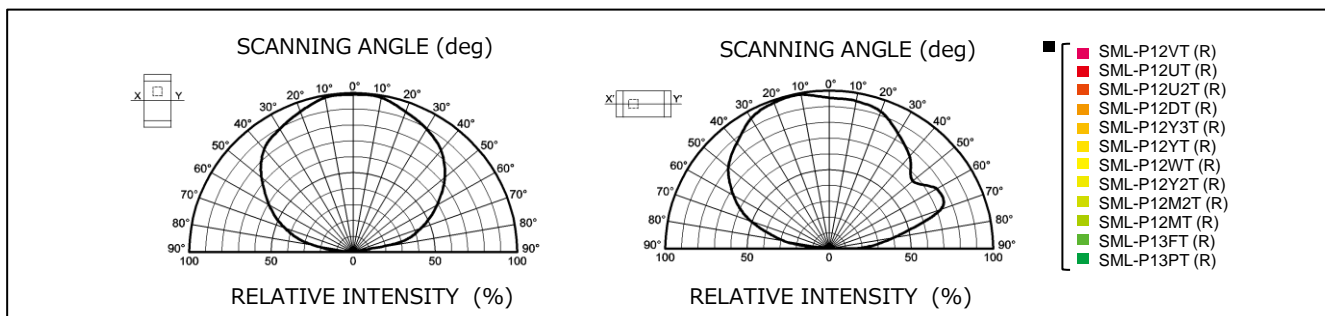 SCANNING ANGLE (deg)
X Y
0°
10° 10°
20° 20°
30° 30°
40° 40°
50° 50°
60° 60°
70° 70°
80° 80°
90° 90°
100 50 0 50 100
RELATIVE INTENSITY (%)
SCANNING ANGLE (deg)
X' Y'
0°
10° 10°
20° 20°
30° 30°
40° 40°
50° 50°
60° 60°
70° 70°
80° 80°
90° 90°
100 50 0 50 100
RELATIVE INTENSITY (%)
SML-P12VT (R)
SML-P12UT (R)
SML-P12U2T (R)
SML-P12DT (R)
SML-P12Y3T (R)
SML-P12YT (R)
SML-P12WT (R)
SML-P12Y2T (R)
SML-P12M2T (R)
SML-P12MT (R)
SML-P13FT (R)
SML-P13PT (R)